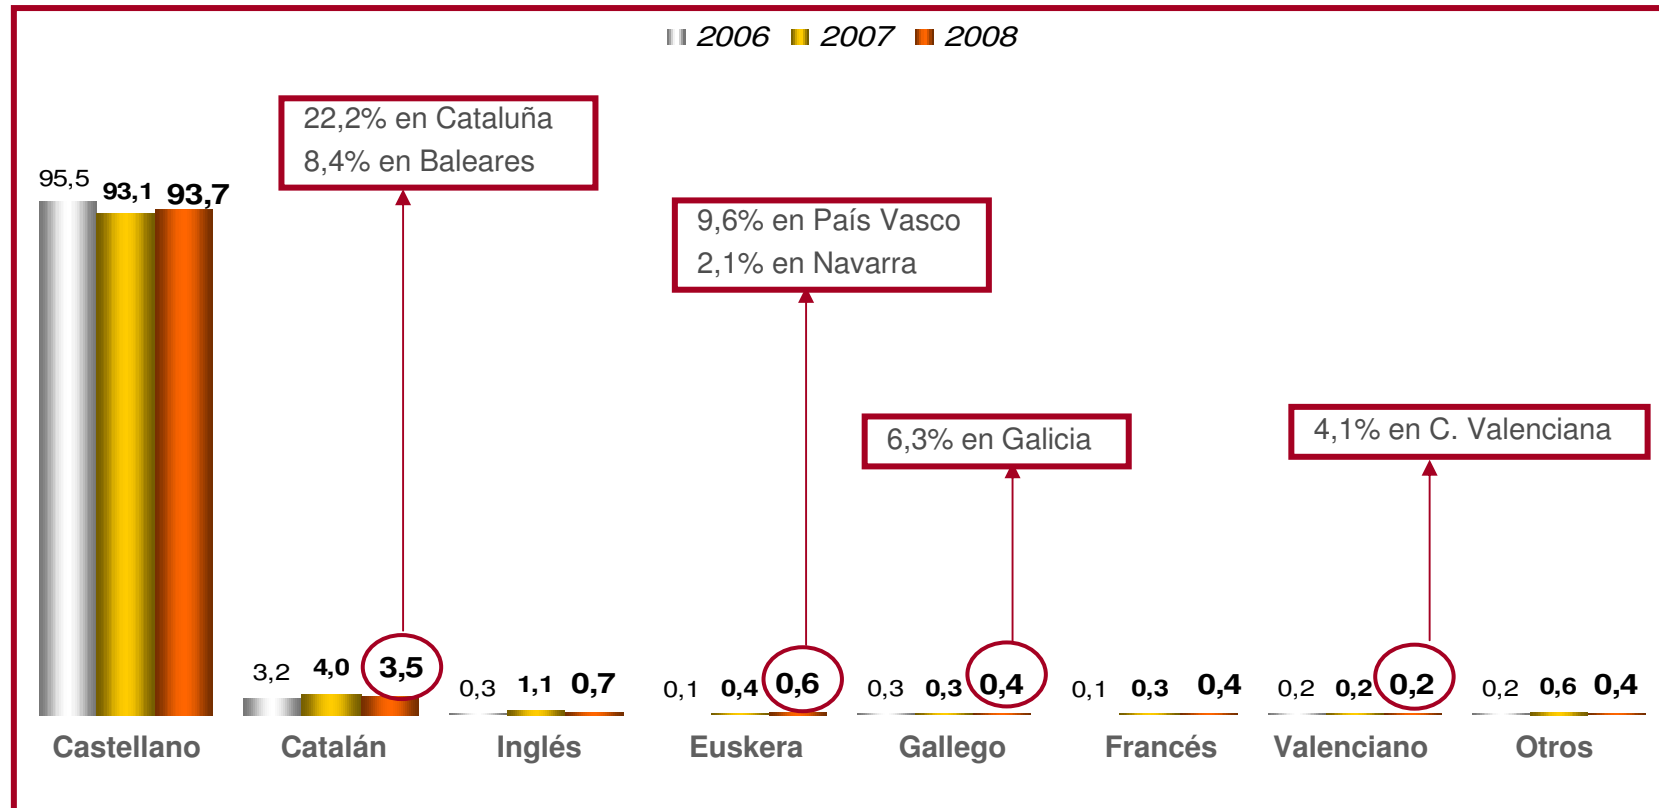 2006 2007 2008
22,2% en Cataluña
8,4% en Baleares
95,5 93,1 93,7
9,6% en País Vasco
2,1% en Navarra
6,3% en Galicia
4,1% en C. Valenciana
3,2 4,0 3,5 0,3 1,1 0,7 0,1 0,4 0,6 0,3 0,3 0,4 0,1 0,3 0,4 0,2 0,2 0,2 0,2 0,6 0,4
Castellano Catalán Inglés Euskera Gallego Francés Valenciano Otros